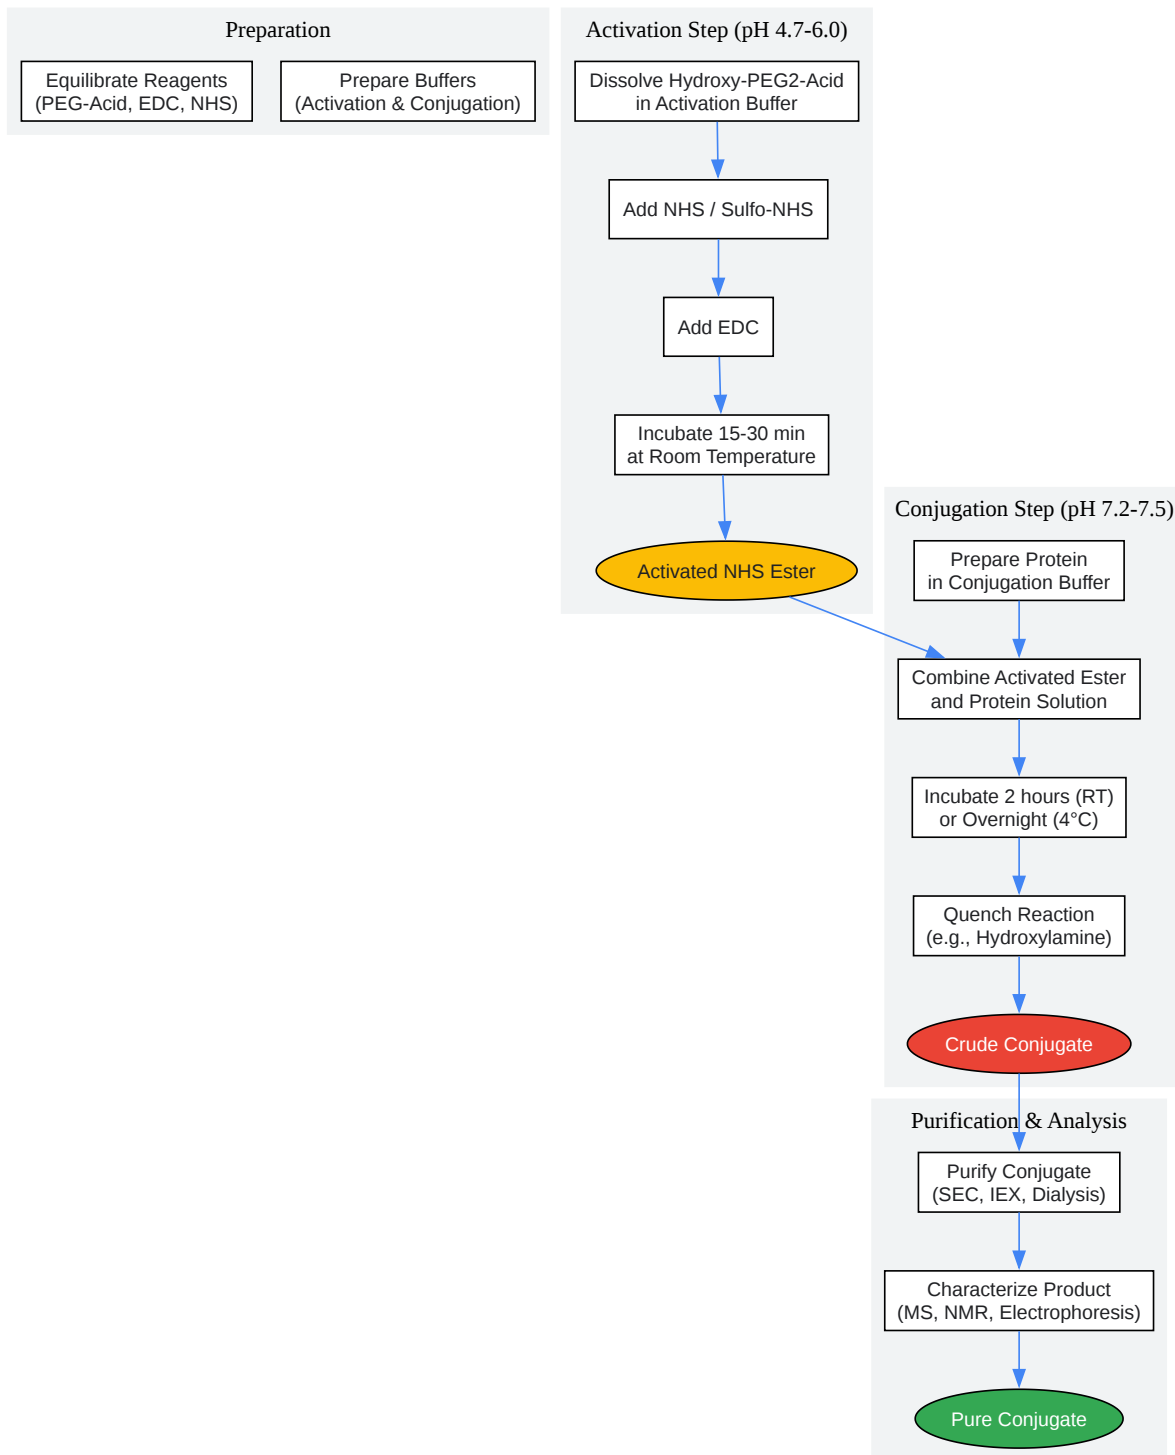 Preparation
Equilibrate Reagents
(PEG-Acid, EDC, NHS)
Prepare Buffers
(Activation & Conjugation)
Activation Step (pH 4.7-6.0)
Dissolve Hydroxy-PEG2-Acid
in Activation Buffer
Add NHS / Sulfo-NHS
Add EDC
Incubate 15-30 min
at Room Temperature
Activated NHS Ester
Conjugation Step (pH 7.2-7.5)
Prepare Protein
in Conjugation Buffer
Combine Activated Ester
and Protein Solution
Incubate 2 hours (RT)
or Overnight (4°C)
Quench Reaction
(e.g., Hydroxylamine)
Crude Conjugate
Purification & Analysis
Purify Conjugate
(SEC, IEX, Dialysis)
Characterize Product
(MS, NMR, Electrophoresis)
Pure Conjugate